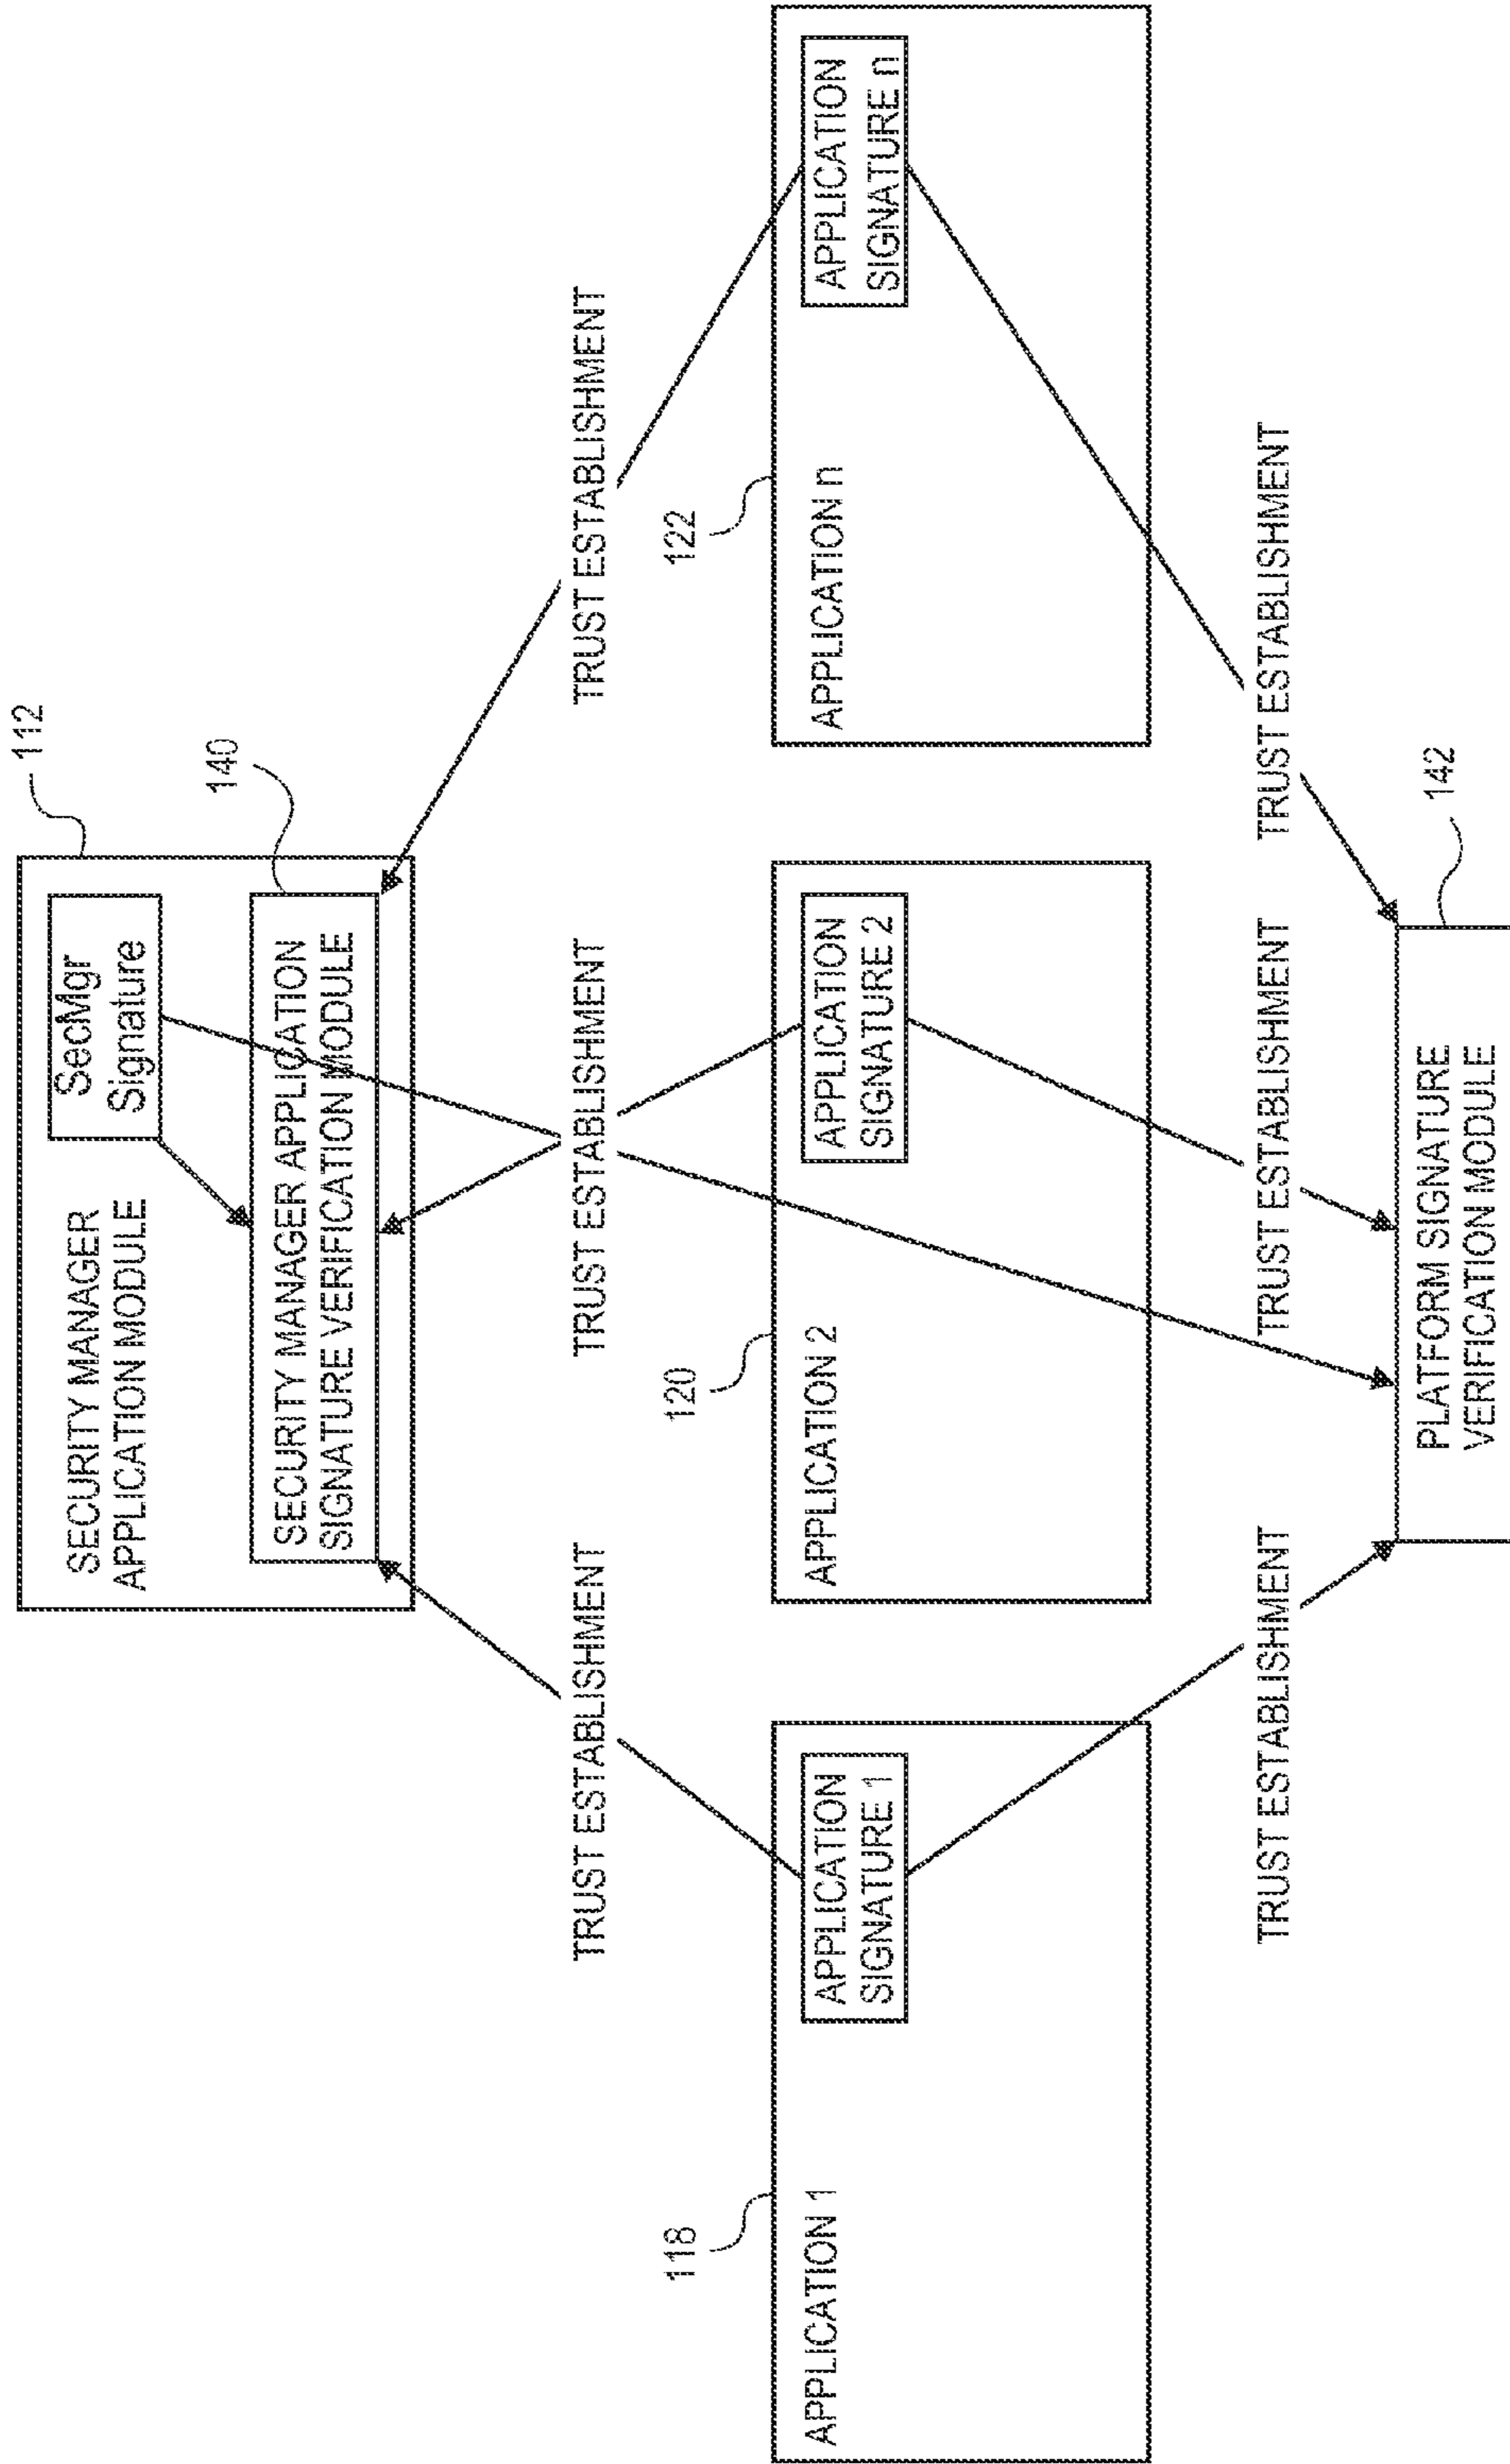 112
SECURITY MANAGER
APPLICATION MODULE
SecMgr
Signature
140
SECURITY MANAGER APPLICATION
SIGNATURE VERIFICATION MODULE
TRUST ESTABLISHMENT
TRUST ESTABLISHMENT
TRUST ESTABLISHMENT
118
120
122
APPLICATION 1
APPLICATION
SIGNATURE 1
APPLICATION 2
APPLICATION
SIGNATURE 2
APPLICATION n
APPLICATION
SIGNATURE n
TRUST ESTABLISHMENT
TRUST ESTABLISHMENT
TRUST ESTABLISHMENT
142
PLATFORM SIGNATURE
VERIFICATION MODULE